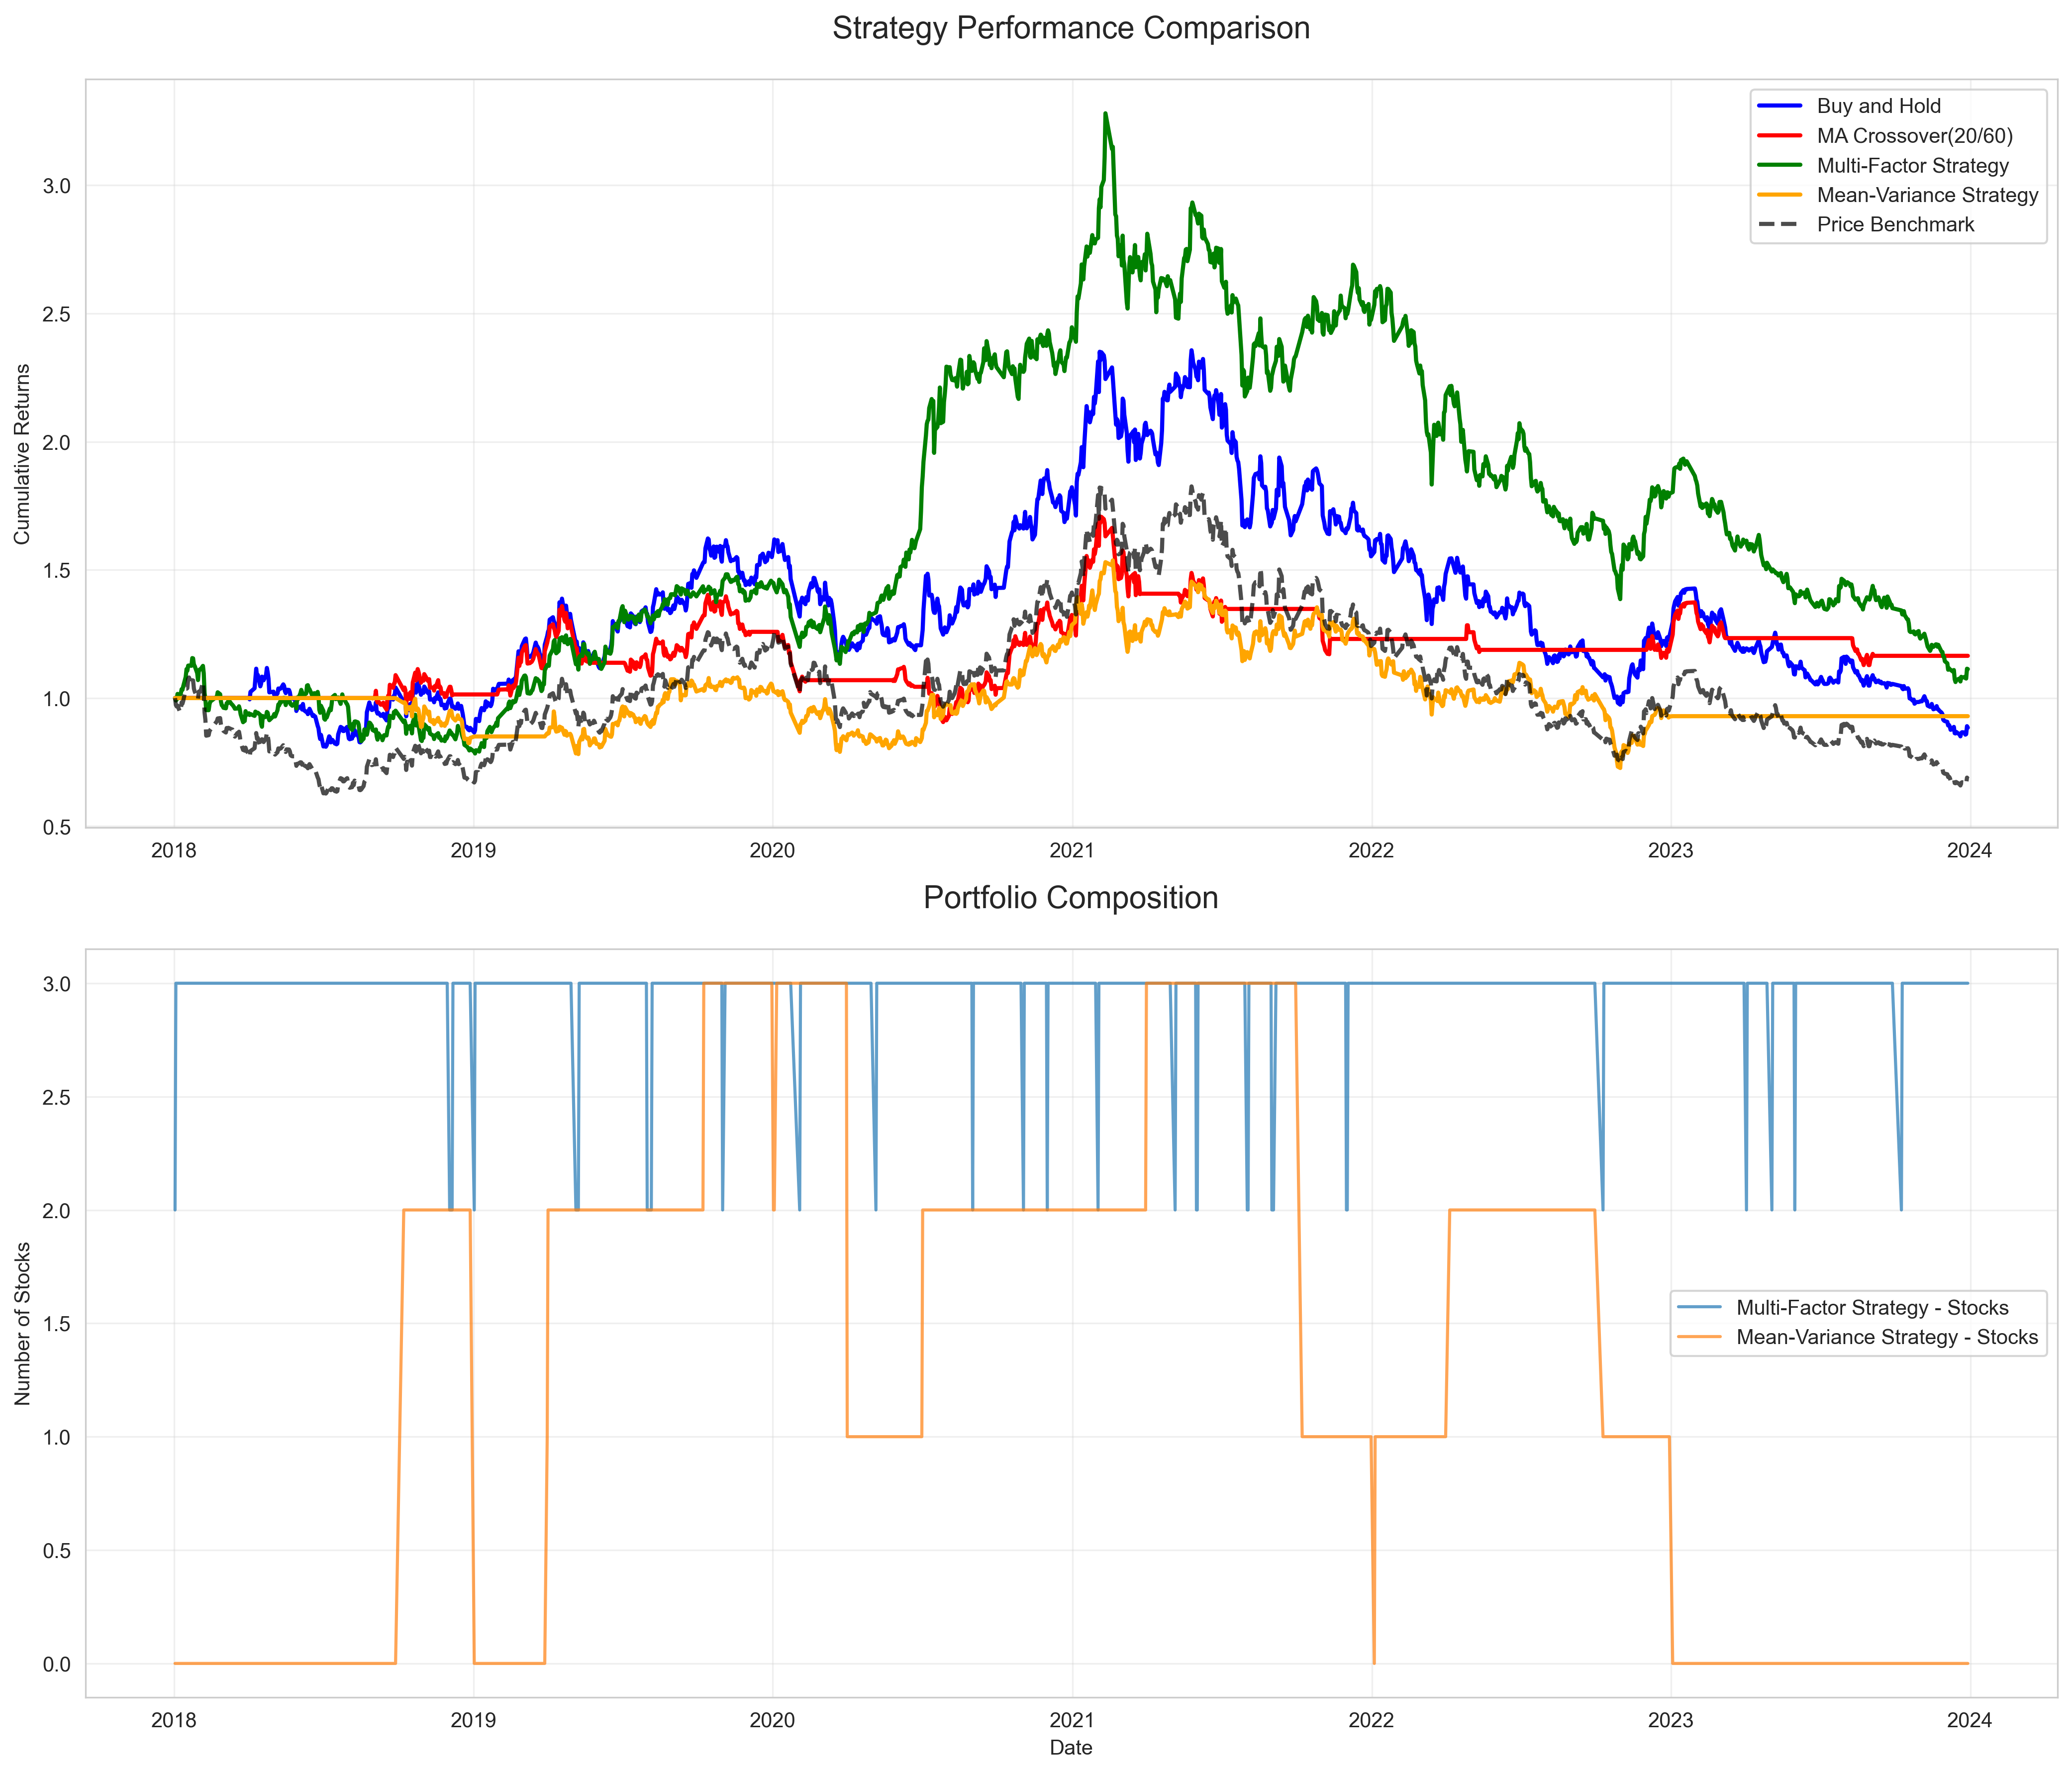 Strategy Performance Comparison
Cumulative Returns
3.0
2.5
2.0
1.5
1.0
0.5
Buy and Hold
MA Crossover(20/60)
Multi-Factor Strategy
Mean-Variance Strategy
Price Benchmark
2018 2019 2020 2021 2022 2023 2024
Portfolio Composition
Number of Stocks
3.0
2.5
2.0
1.5
1.0
0.5
0.0
Multi-Factor Strategy - Stocks
Mean-Variance Strategy - Stocks
2018 2019 2020 2021 2022 2023 2024
Date